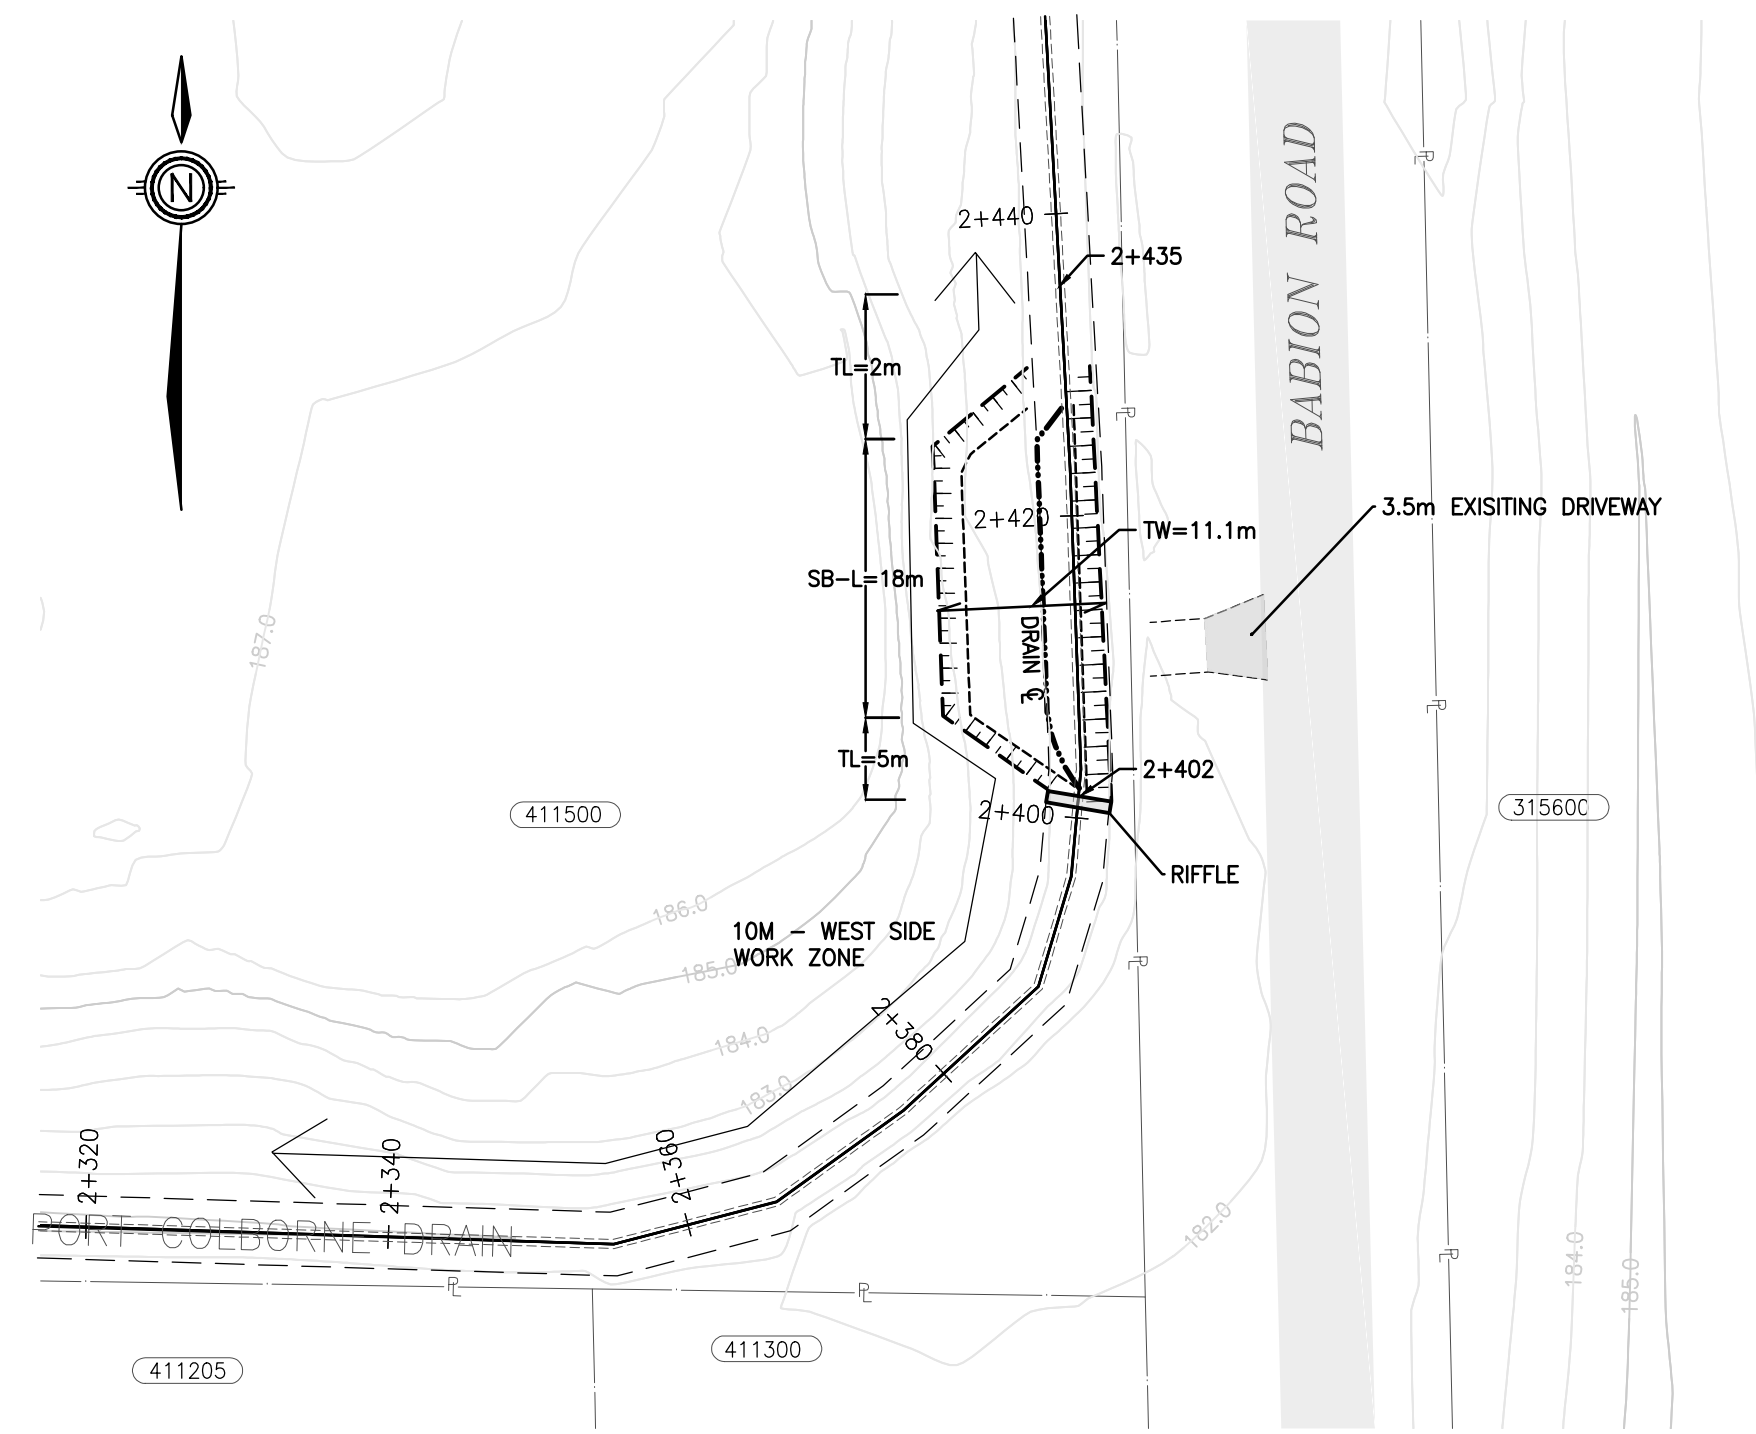 N
2+440
2+435
BABION ROAD
TL=2m
3.5m EXISITING DRIVEWAY
2+420
TW=11.1m
SB-L=18m
DRAIN ℄
187.0
TL=5m
2+402
2+400
411500
315600
RIFFLE
186.0
10M - WEST SIDE
WORK ZONE
185.0
184.0
2+380
183.0
2+320
2+340
2+360
182.0
184.0
185.0
PORT COLBORNE DRAIN
PL
PL
PL
PL
PL
PL
PL
411300
411205